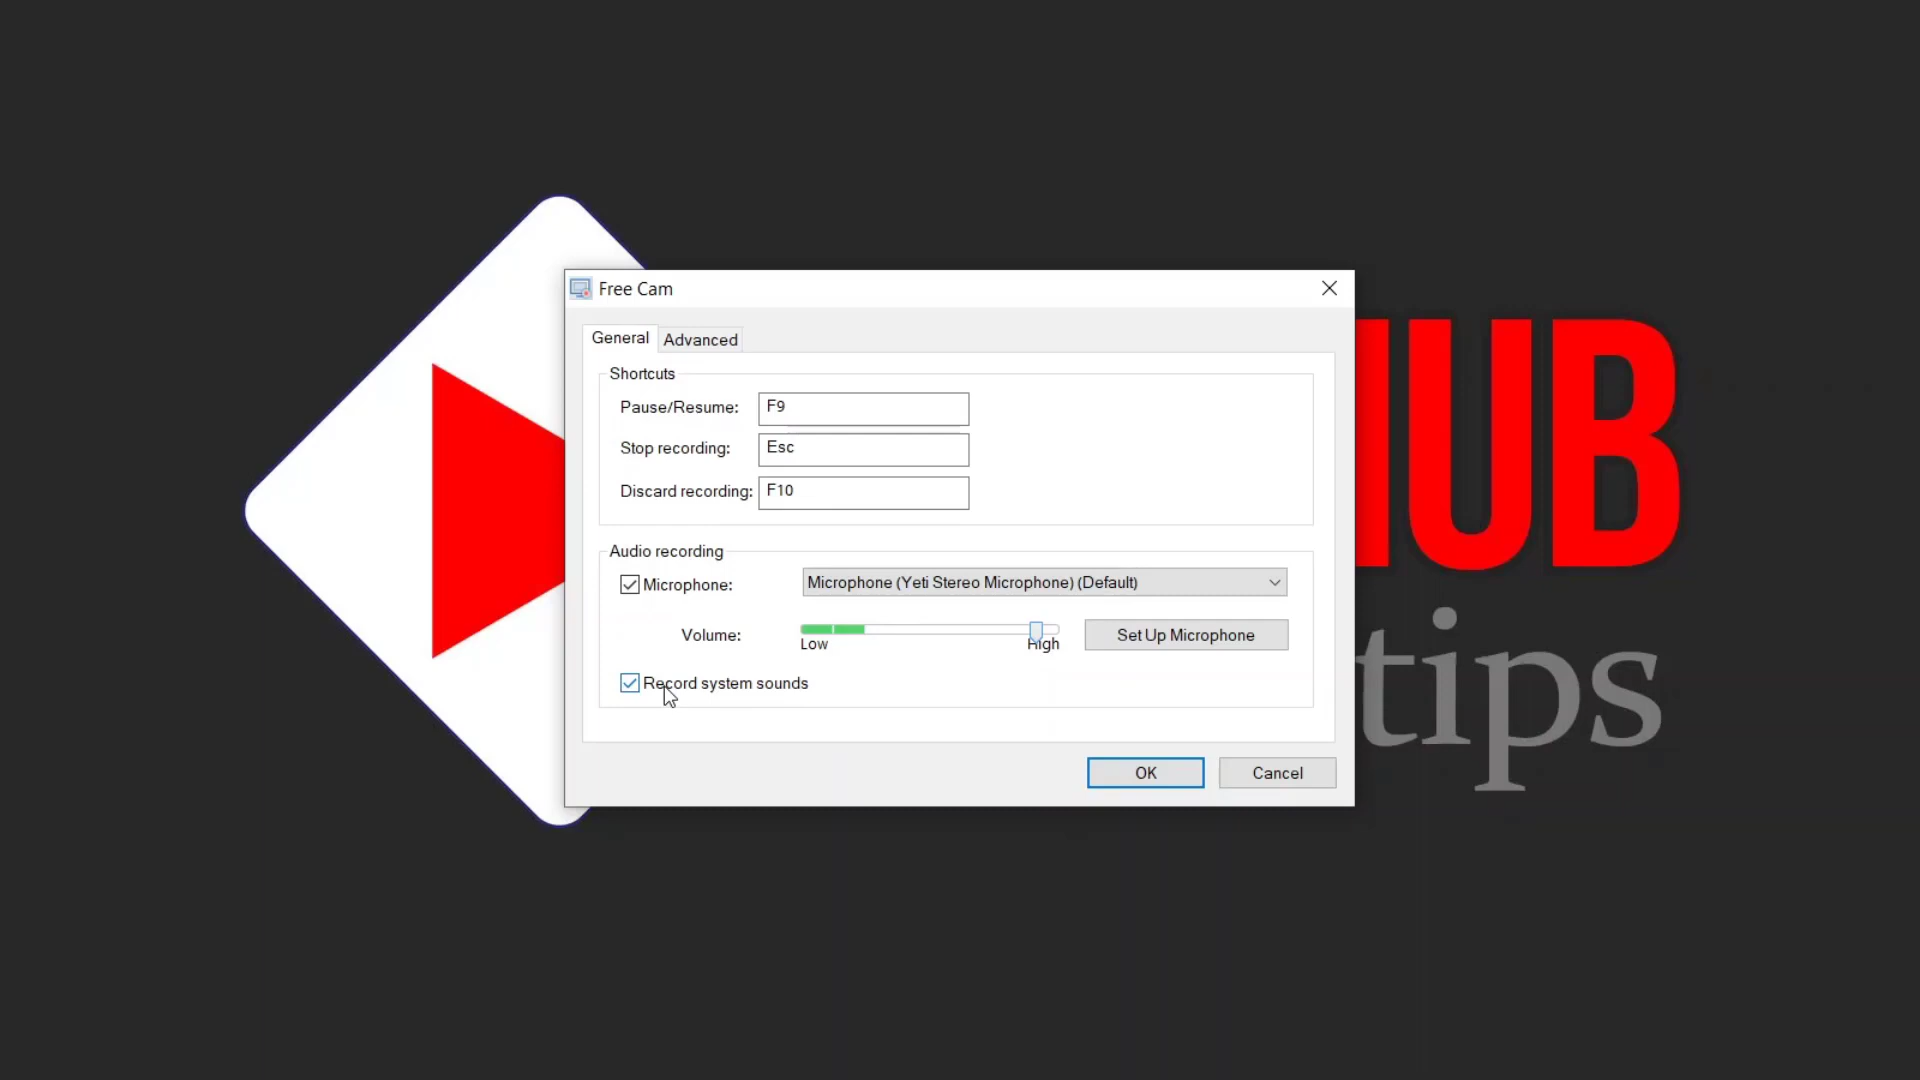 Free Cam
General Advanced
Shortcuts
Pause/Resume: F9
Stop recording: Esc
Discard recording: F10
Audio recording
Microphone: Microphone (Yeti Stereo Microphone) (Default)
Volume: Low High Set Up Microphone
Record system sounds
OK Cancel
UB
tips